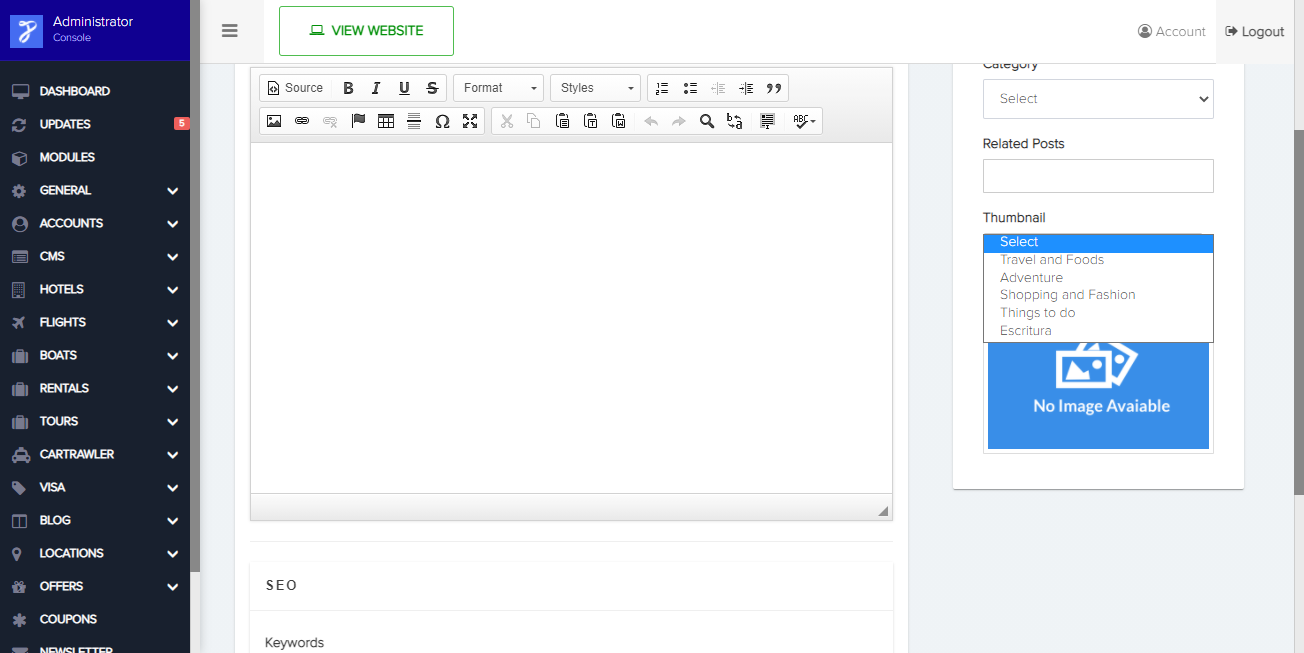 Administrator
Console
DASHBOARD
UPDATES
5
MODULES
GENERAL
ACCOUNTS
CMS
HOTELS
FLIGHTS
BOATS
RENTALS
TOURS
CARTRAWLER
VISA
BLOG
LOCATIONS
OFFERS
COUPONS
NEWSLETTER
VIEW WEBSITE
Account
Logout
Source
B I U S
Format
Styles
Ω
ABC
SEO
Keywords
Category
Select
Related Posts
Thumbnail
Select
Travel and Foods
Adventure
Shopping and Fashion
Things to do
Escritura
No Image Avaiable